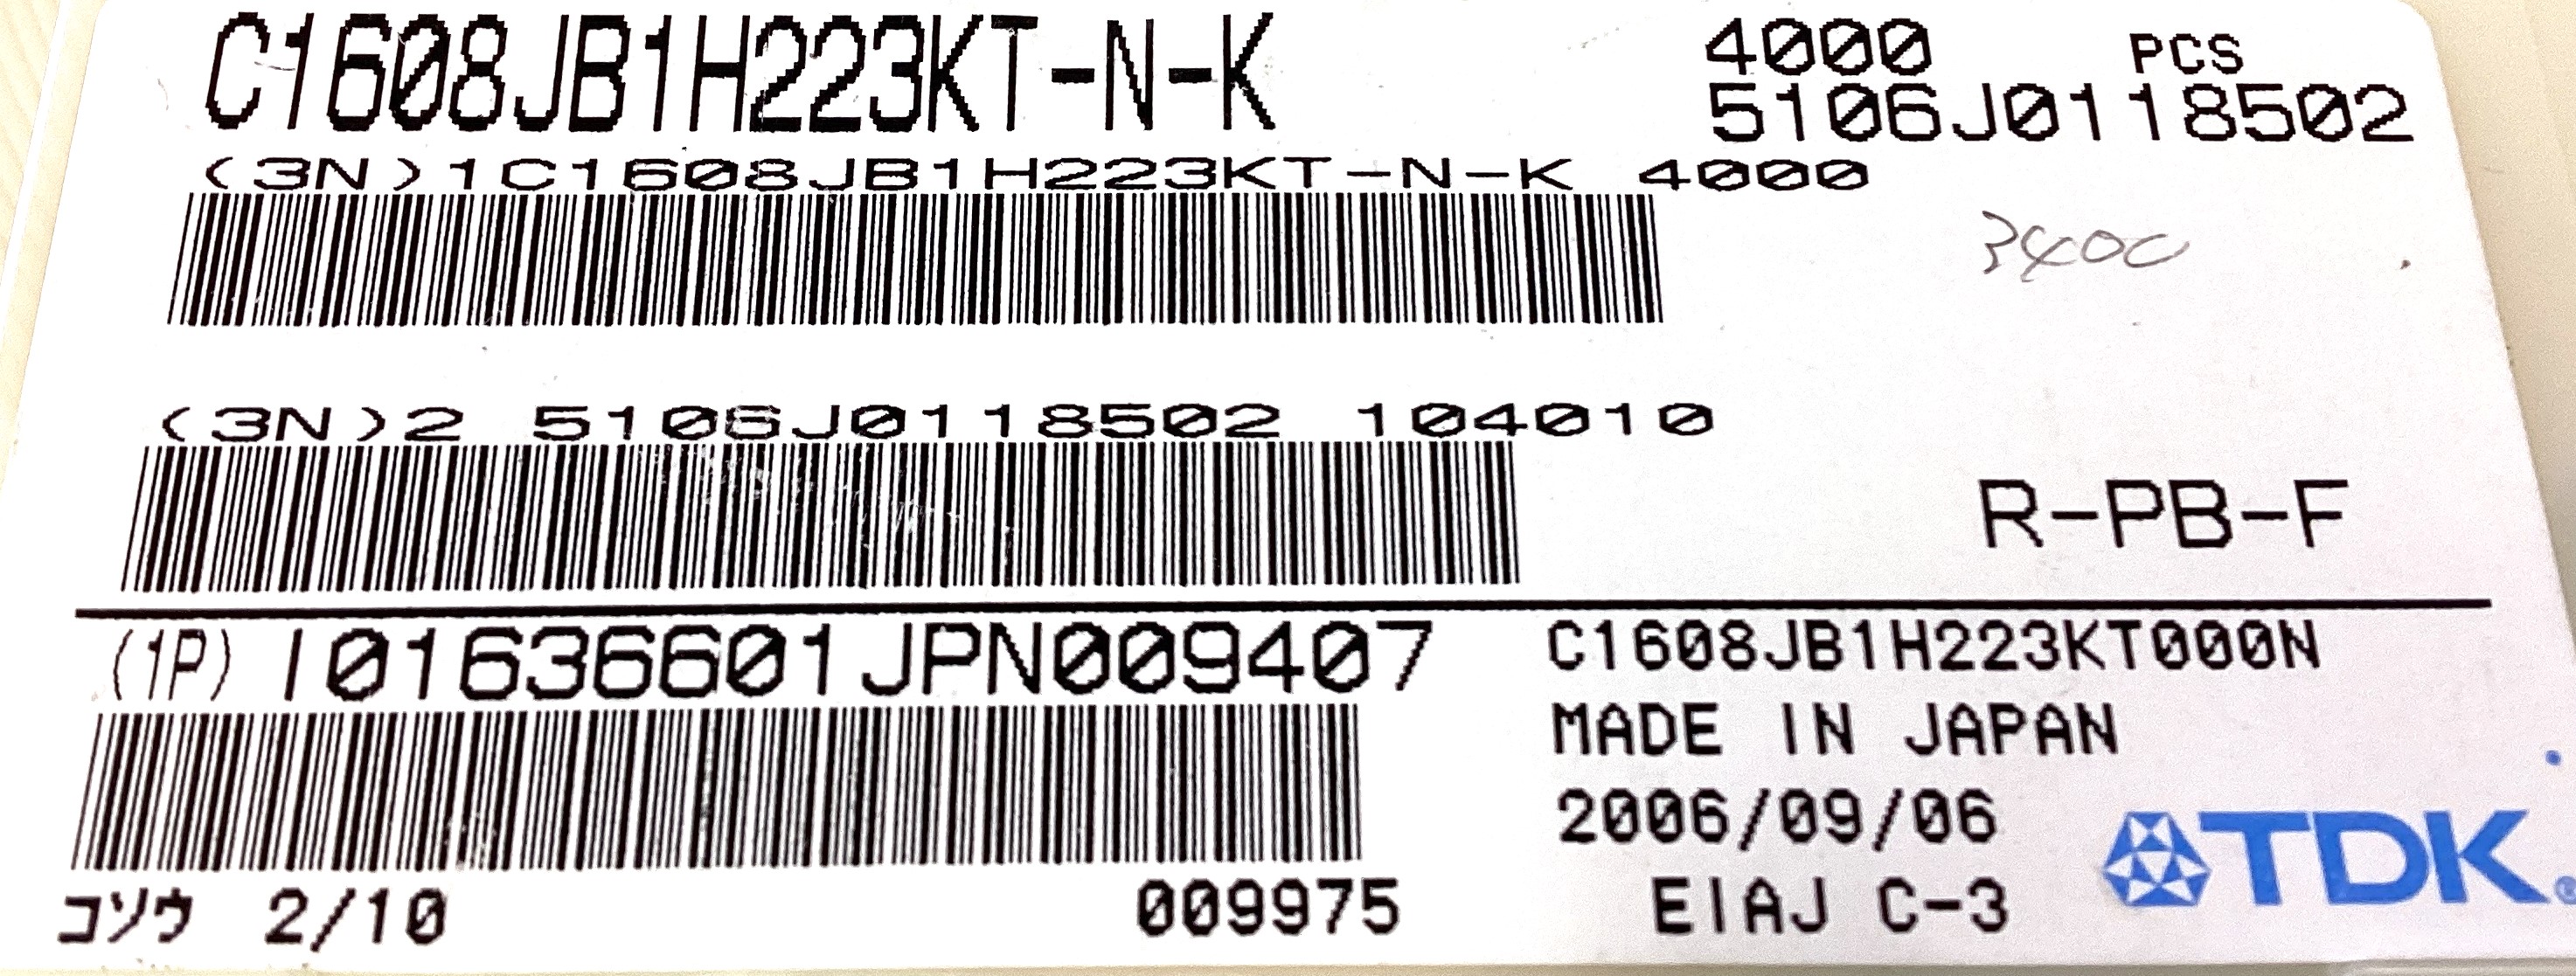 C1608JB1H223KT-N-K
4000 PCS
5106J0118502
(3N)1C1608JB1H223KT-N-K 4000
3400
(3N)2 5106J0118502 104010
R-PB-F
(1P) I01636601JPN009407
C1608JB1H223KT000N
MADE IN JAPAN
2006/09/06
コソウ 2/10
009975
EIAJ C-3
TDK®